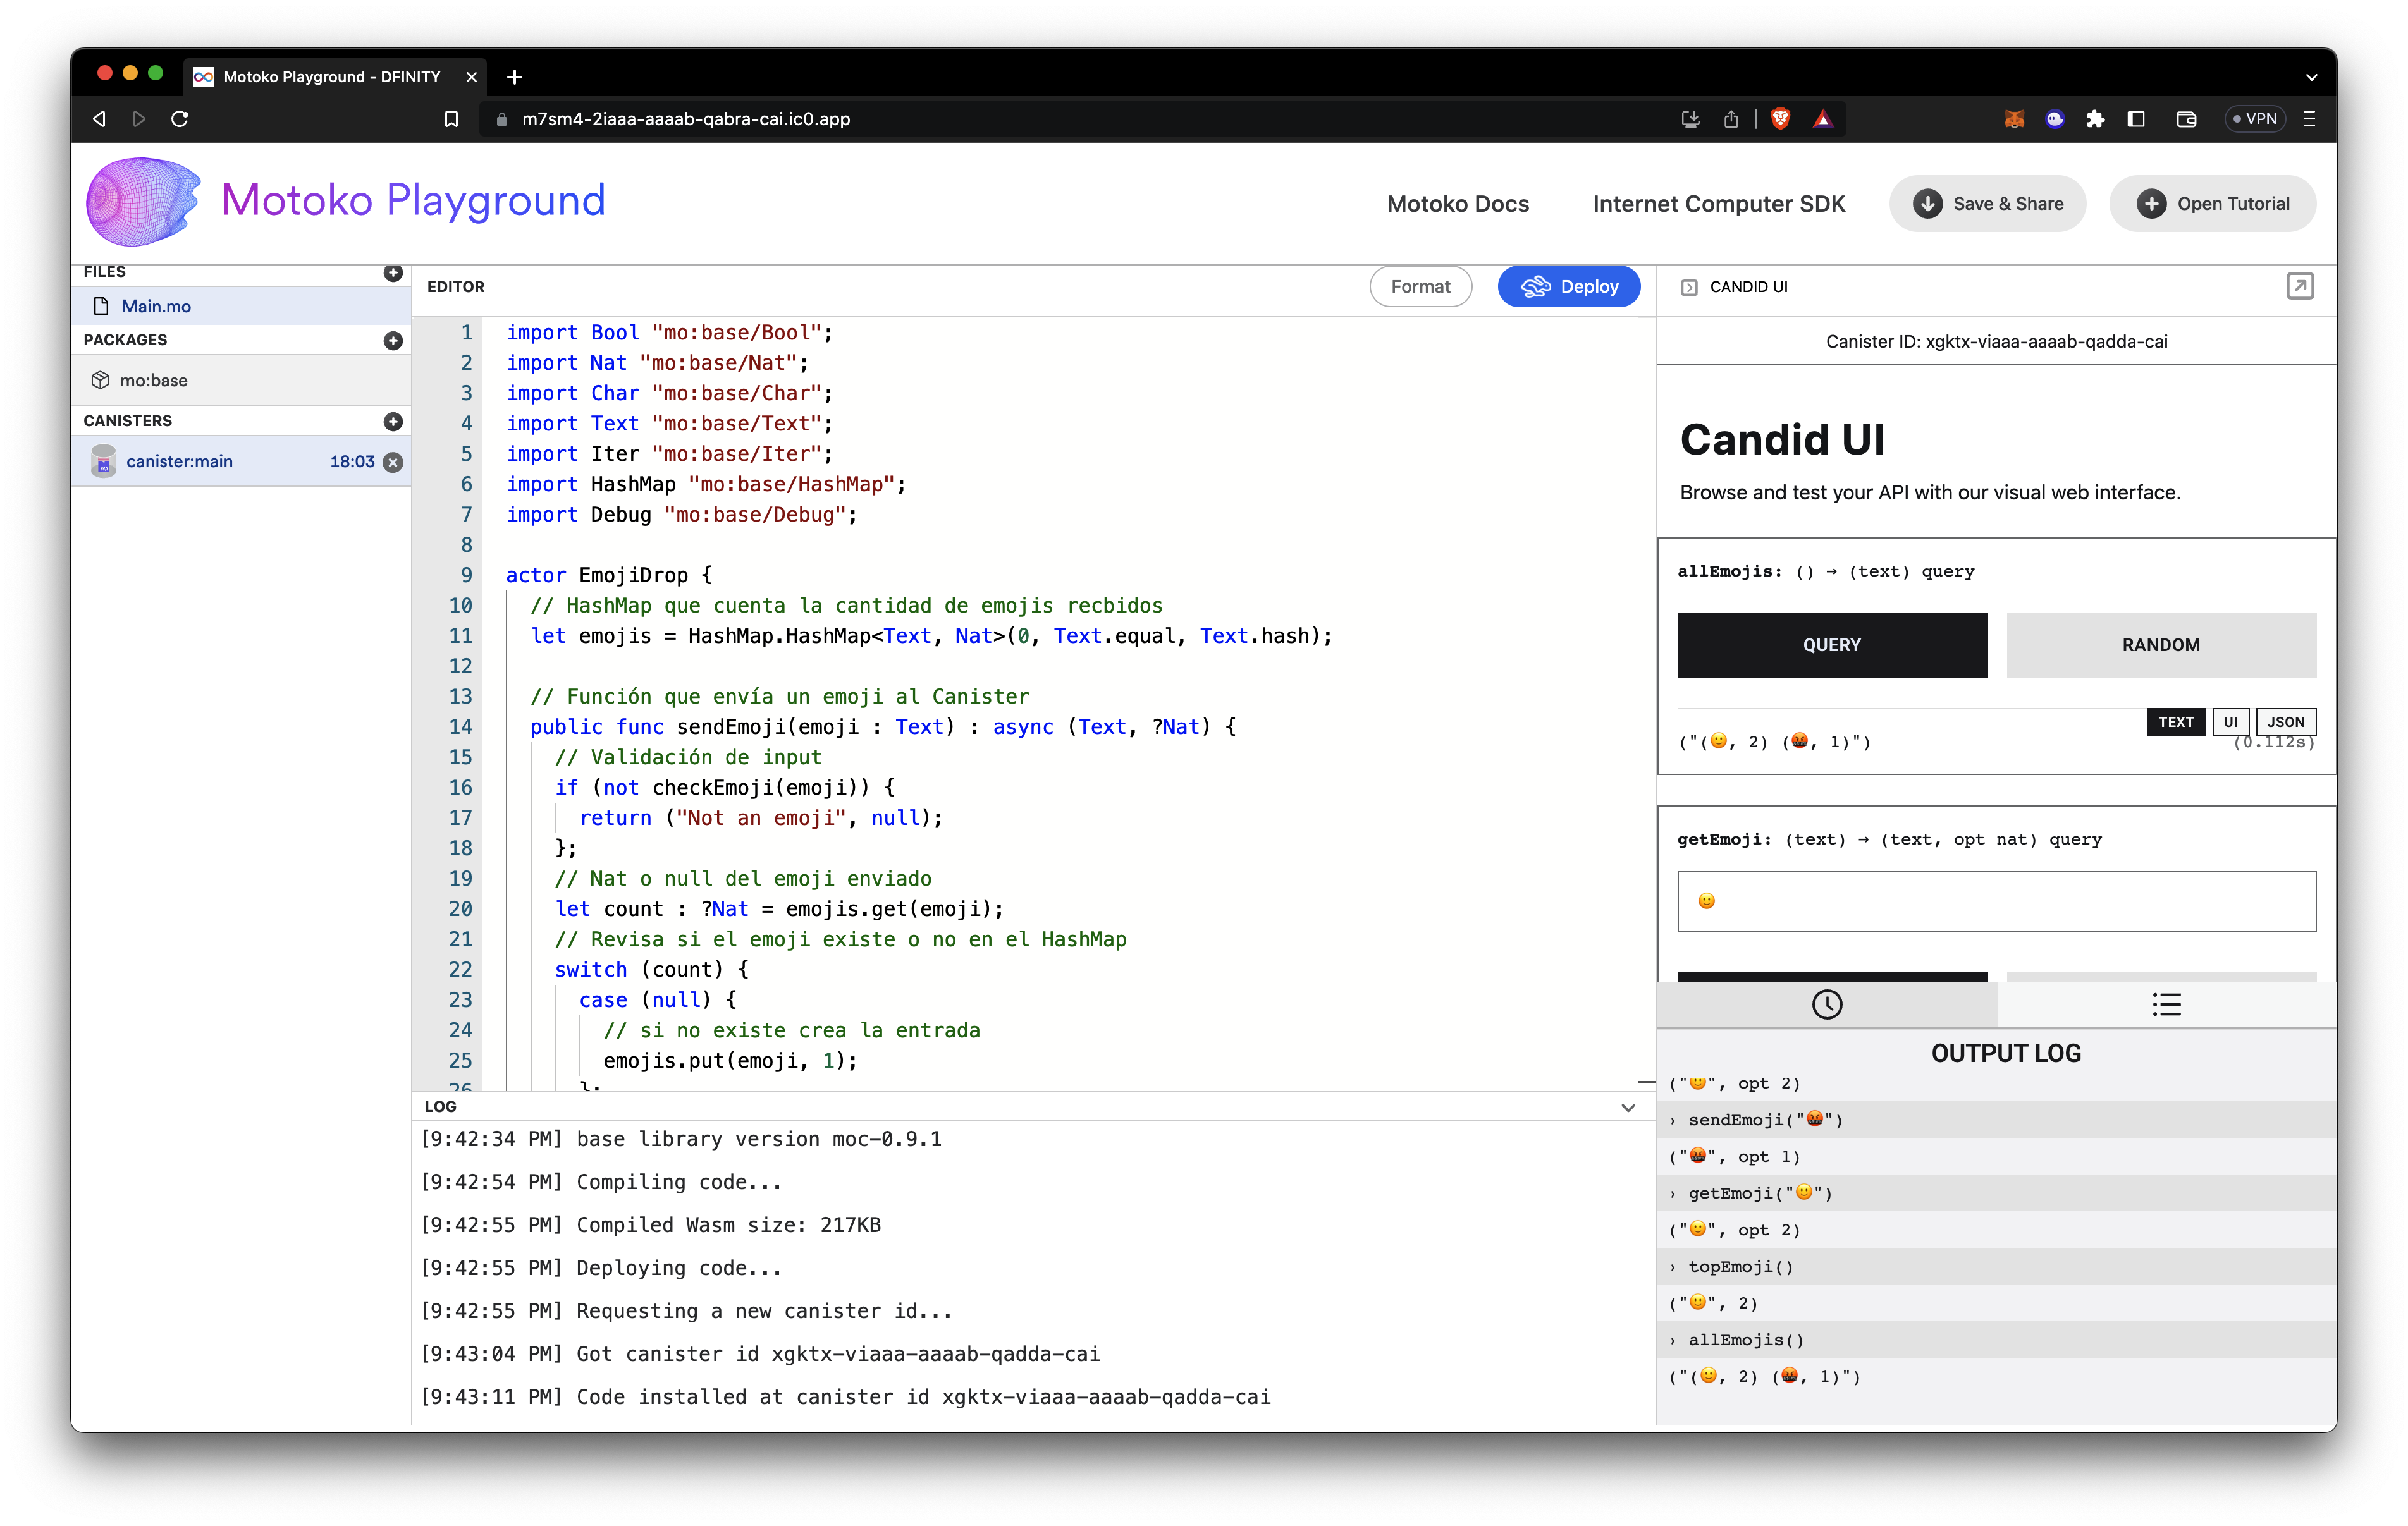 Motoko Playground - DFINITY
m7sm4-2iaaa-aaaab-qabra-cai.ic0.app
VPN
Motoko Playground
Motoko Docs
Internet Computer SDK
Save & Share
Open Tutorial
FILES
Main.mo
PACKAGES
mo:base
CANISTERS
canister:main 18:03
EDITOR
Format
Deploy
1 import Bool "mo:base/Bool";
2 import Nat "mo:base/Nat";
3 import Char "mo:base/Char";
4 import Text "mo:base/Text";
5 import Iter "mo:base/Iter";
6 import HashMap "mo:base/HashMap";
7 import Debug "mo:base/Debug";
8
9 actor EmojiDrop {
10 // HashMap que cuenta la cantidad de emojis recbidos
11 let emojis = HashMap.HashMap<Text, Nat>(0, Text.equal, Text.hash);
12
13 // Función que envía un emoji al Canister
14 public func sendEmoji(emoji : Text) : async (Text, ?Nat) {
15 // Validación de input
16 if (not checkEmoji(emoji)) {
17 return ("Not an emoji", null);
18 };
19 // Nat o null del emoji enviado
20 let count : ?Nat = emojis.get(emoji);
21 // Revisa si el emoji existe o no en el HashMap
22 switch (count) {
23 case (null) {
24 // si no existe crea la entrada
25 emojis.put(emoji, 1);
26 };
LOG
[9:42:34 PM] base library version moc-0.9.1
[9:42:54 PM] Compiling code...
[9:42:55 PM] Compiled Wasm size: 217KB
[9:42:55 PM] Deploying code...
[9:42:55 PM] Requesting a new canister id...
[9:43:04 PM] Got canister id xgktx-viaaa-aaaab-qadda-cai
[9:43:11 PM] Code installed at canister id xgktx-viaaa-aaaab-qadda-cai
CANDID UI
Canister ID: xgktx-viaaa-aaaab-qadda-cai
Candid UI
Browse and test your API with our visual web interface.
allEmojis: () → (text) query
QUERY
RANDOM
TEXT UI JSON
("(🙂, 2) (🤬, 1)")
(0.112s)
getEmoji: (text) → (text, opt nat) query
🙂
OUTPUT LOG
("🙂", opt 2)
› sendEmoji("🤬")
("🤬", opt 1)
› getEmoji("🙂")
("🙂", opt 2)
› topEmoji()
("🙂", 2)
› allEmojis()
("(🙂, 2) (🤬, 1)")